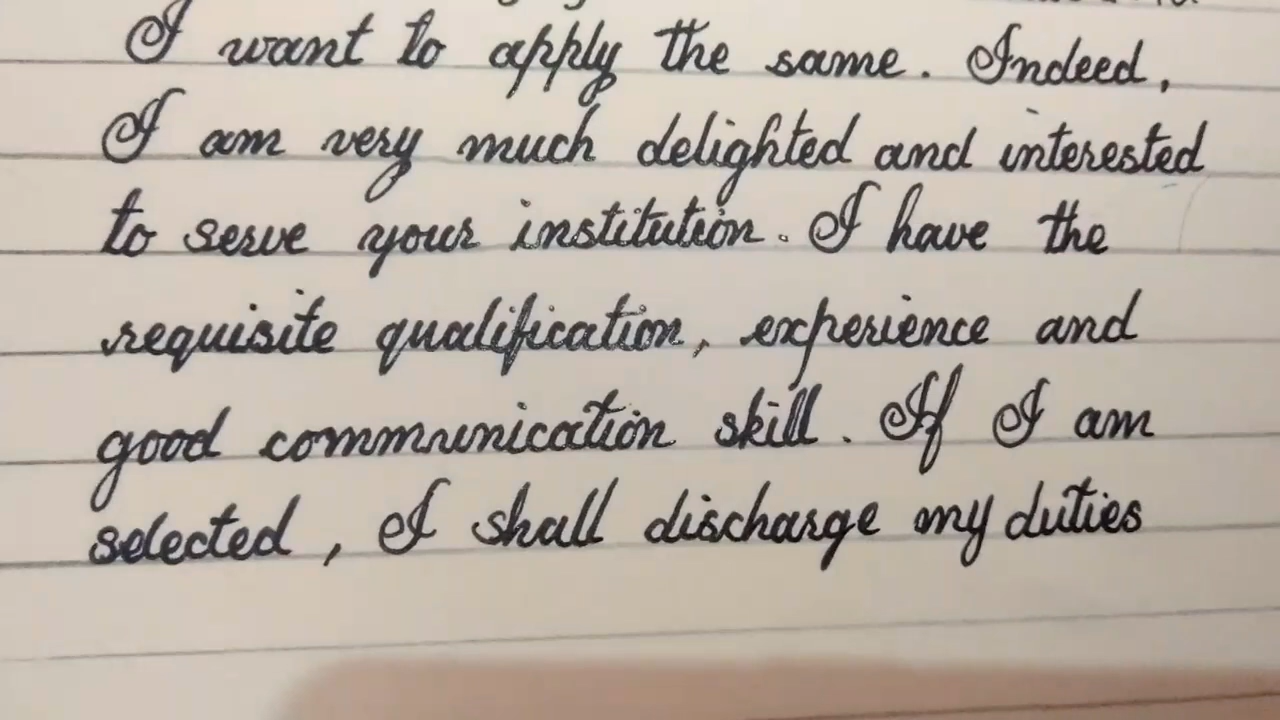 I want to apply the same. Indeed,
I am very much delighted and interested
to serve your institution. I have the
requisite qualification, experience and
good communication skill. If I am
selected, I shall discharge my duties